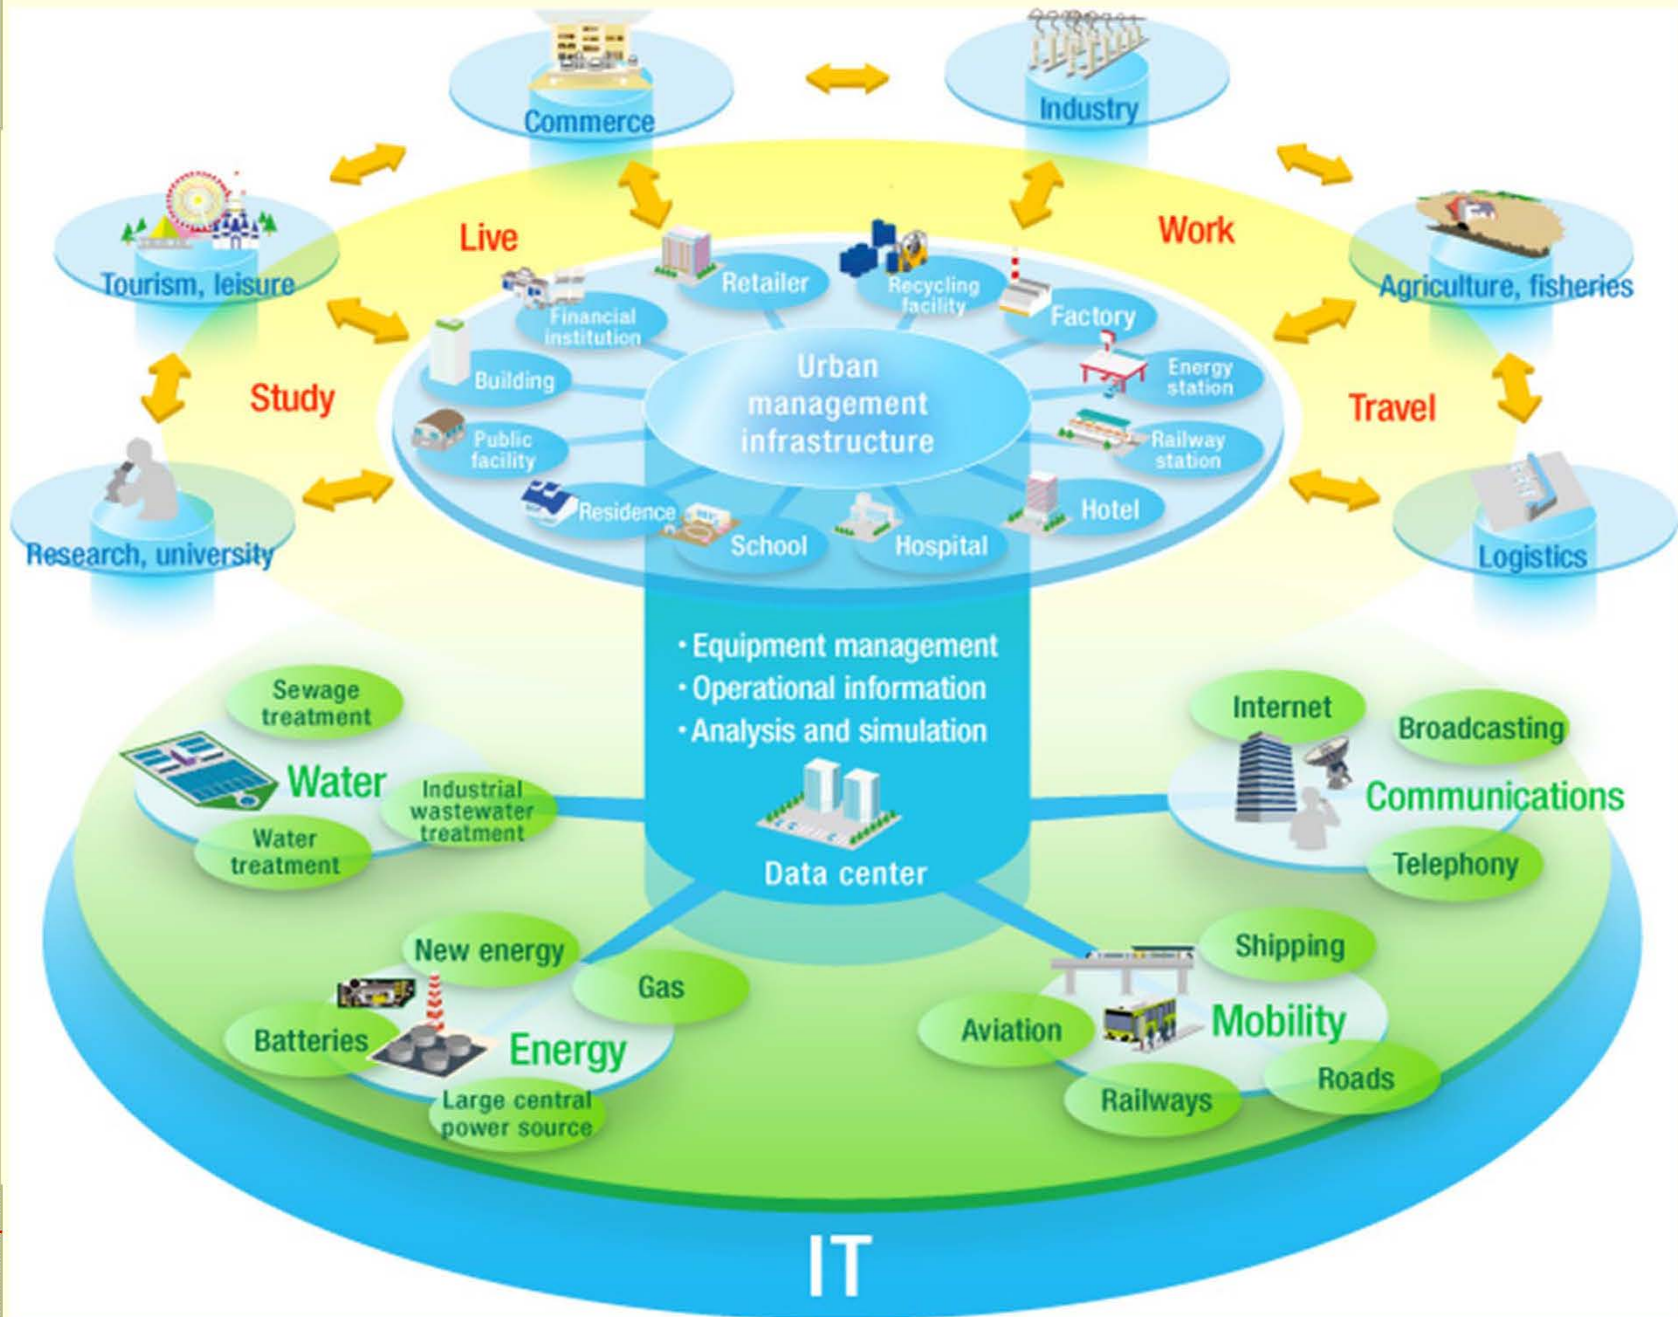 Commerce
Industry
Tourism, leisure
Agriculture, fisheries
Research, university
Logistics
Live
Work
Study
Travel
Retailer
Recycling
facility
Financial
institution
Factory
Building
Energy
station
Public
facility
Railway
station
Residence
School
Hospital
Hotel
Urban
management
infrastructure
• Equipment management
• Operational information
• Analysis and simulation
Data center
Sewage
treatment
Water
Industrial
wastewater
treatment
Water
treatment
Internet
Broadcasting
Communications
Telephony
New energy
Gas
Batteries
Energy
Large central
power source
Shipping
Aviation
Mobility
Roads
Railways
IT